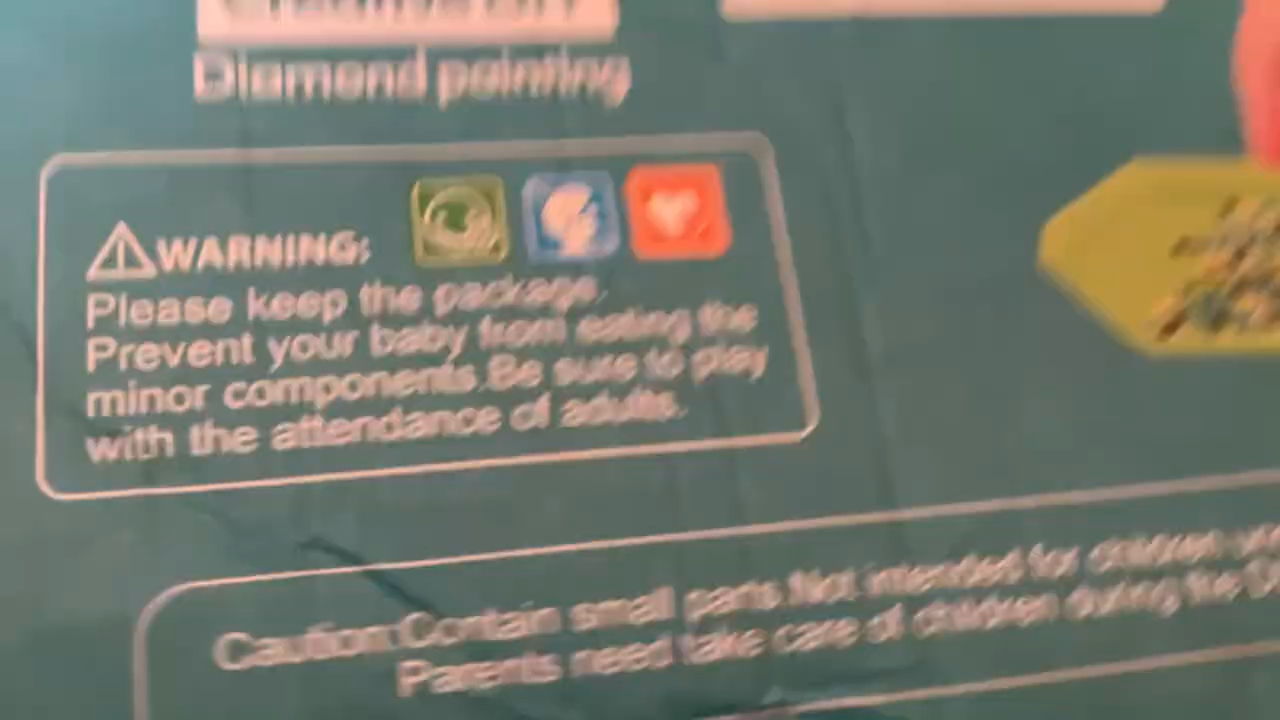 Diamond painting
WARNING:
Please keep the package.
Prevent your baby from eating the
minor components.Be sure to play
with the attendance of adults.
Caution:Contain small parts.Not intended for children
Parents need take care of children during the